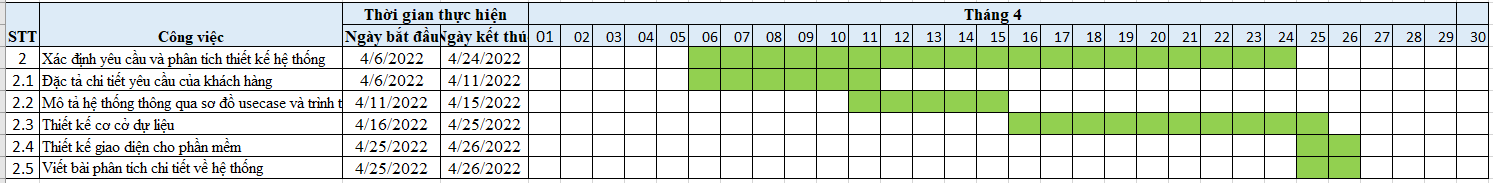 Thời gian thực hiện Tháng 4
STT Công việc Ngày bắt đầu Ngày kết thú 01 02 03 04 05 06 07 08 09 10 11 12 13 14 15 16 17 18 19 20 21 22 23 24 25 26 27 28 29 30
2 Xác định yêu cầu và phân tích thiết kế hệ thống 4/6/2022 4/24/2022
2.1 Đặc tả chi tiết yêu cầu của khách hàng 4/6/2022 4/11/2022
2.2 Mô tả hệ thống thông qua sơ đồ usecase và trình t 4/11/2022 4/15/2022
2.3 Thiết kế cơ cở dự liệu 4/16/2022 4/25/2022
2.4 Thiết kế giao diện cho phần mềm 4/25/2022 4/26/2022
2.5 Viết bài phân tích chi tiết về hệ thống 4/25/2022 4/26/2022